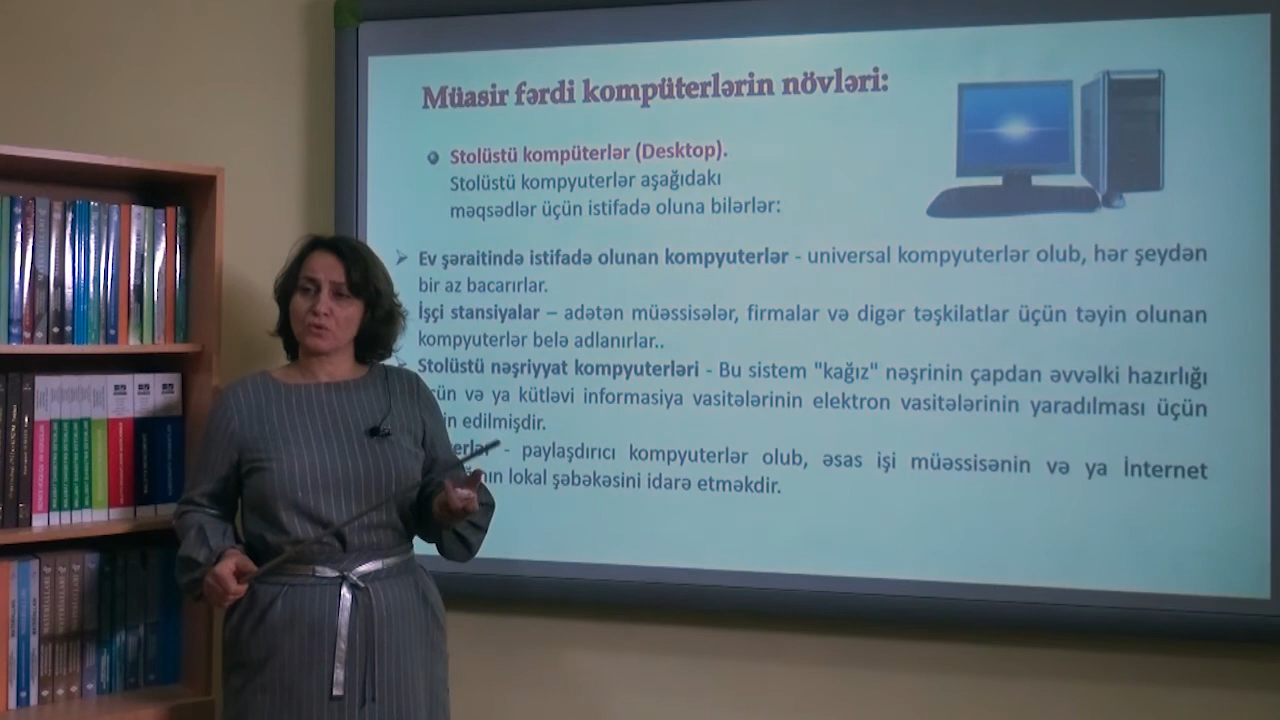 Müasir fərdi kompüterlərin növləri:
Stolüstü kompüterlər (Desktop).
Stolüstü kompyuterlər aşağıdakı
məqsədlər üçün istifadə oluna bilərlər:
Ev şəraitində istifadə olunan kompyuterlər - universal kompyuterlər olub, hər şeydən
bir az bacarırlar.
İşçi stansiyalar – adətən müəssisələr, firmalar və digər təşkilatlar üçün təyin olunan
kompyuterlər belə adlanırlar..
Stolüstü nəşriyyat kompyuterləri - Bu sistem "kağız" nəşrinin çapdan əvvəlki hazırlığı
və ya kütləvi informasiya vasitələrinin elektron vasitələrinin yaradılması üçün
edilmişdir.
- paylaşdırıcı kompyuterlər olub, əsas işi müəssisənin və ya İnternet
lokal şəbəkəsini idarə etməkdir.